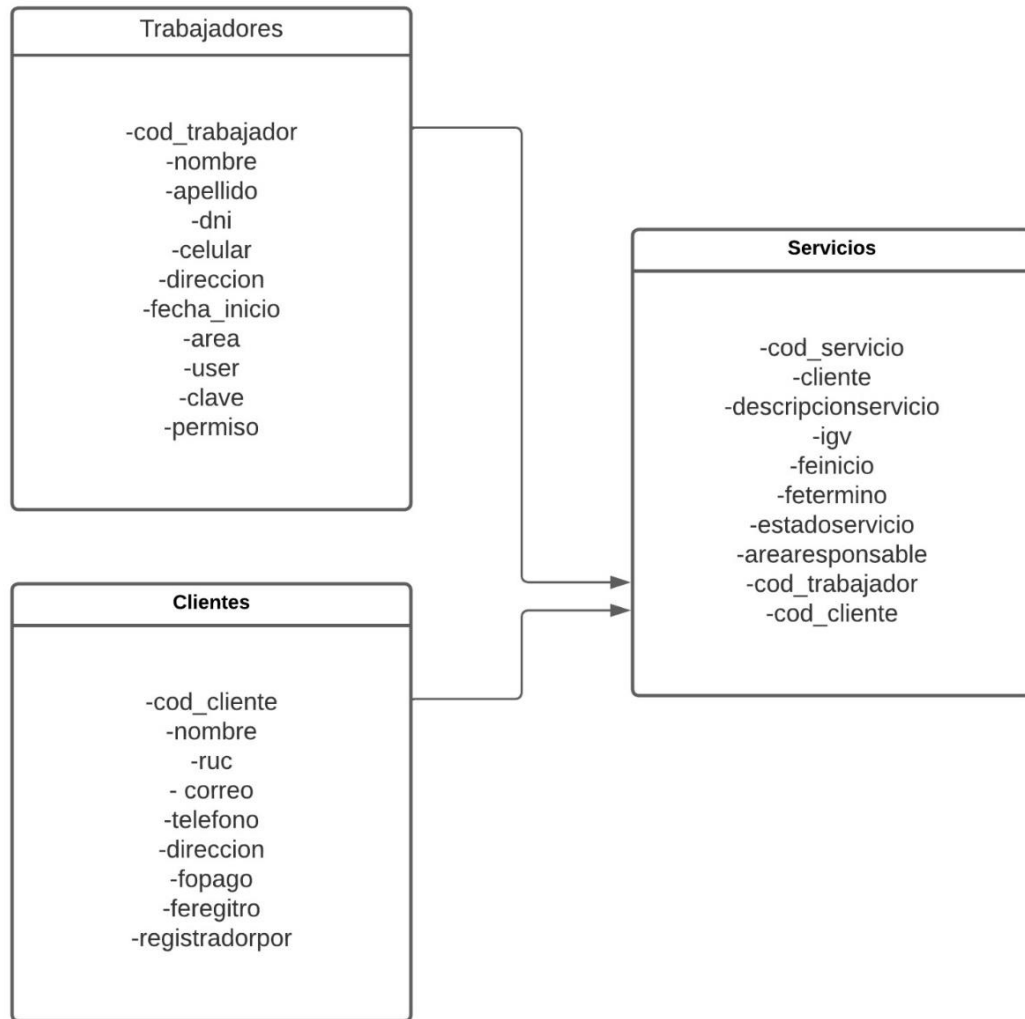 Trabajadores
-cod_trabajador
-nombre
-apellido
-dni
-celular
-direccion
-fecha_inicio
-area
-user
-clave
-permiso
Clientes
-cod_cliente
-nombre
-ruc
- correo
-telefono
-direccion
-fopago
-feregitro
-registradorpor
Servicios
-cod_servicio
-cliente
-descripcionservicio
-igv
-feinicio
-fetermino
-estadoservicio
-arearesponsable
-cod_trabajador
-cod_cliente